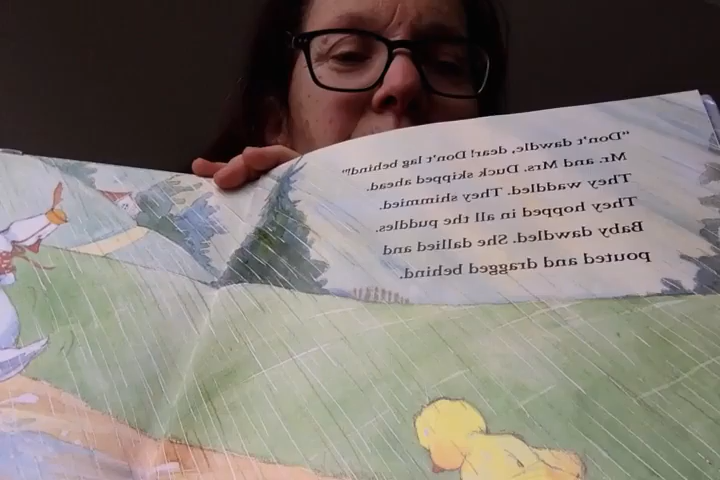 "Don't dawdle, dear! Don't lag behind!"
Mr. and Mrs. Duck skipped ahead.
They waddled. They shimmied.
They hopped in all the puddles.
Baby dawdled. She dallied and
pouted and dragged behind.